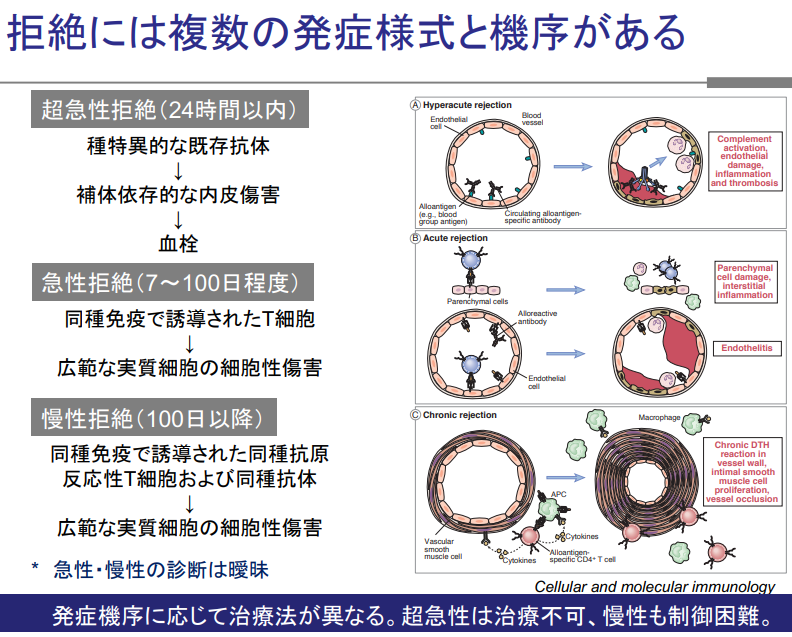 拒絶には複数の発症様式と機序がある
超急性拒絶（24時間以内）
種特異的な既存抗体
↓
補体依存的な内皮傷害
↓
血栓
急性拒絶（7～100日程度）
同種免疫で誘導されたT細胞
↓
広範な実質細胞の細胞性傷害
慢性拒絶（100日以降）
同種免疫で誘導された同種抗原
反応性T細胞および同種抗体
↓
広範な実質細胞の細胞性傷害
* 急性・慢性の診断は曖昧
A Hyperacute rejection
Endothelial
cell
Blood
vessel
Alloantigen
(e.g., blood
group antigen)
Circulating alloantigen-
specific antibody
Complement
activation,
endothelial
damage,
inflammation
and thrombosis
B Acute rejection
Parenchymal cells
Alloreactive
antibody
Endothelial
cell
Parenchymal
cell damage,
interstitial
inflammation
Endothelitis
C Chronic rejection
Macrophage
APC
Vascular
smooth
muscle cell
Cytokines
Cytokines
Alloantigen-
specific CD4+ T cell
Chronic DTH
reaction in
vessel wall,
intimal smooth
muscle cell
proliferation,
vessel occlusion
Cellular and molecular immunology
発症機序に応じて治療法が異なる。超急性は治療不可、慢性も制御困難。